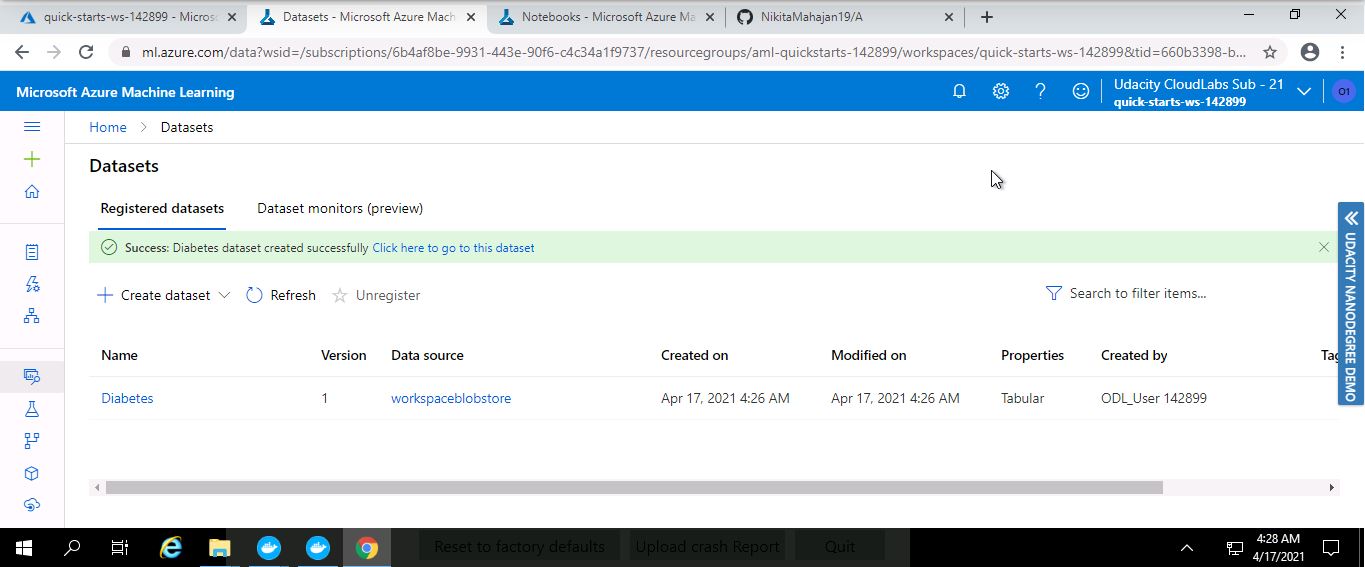 quick-starts-ws-142899 - Microsc
Datasets - Microsoft Azure Mach
Notebooks - Microsoft Azure Ma
NikitaMahajan19/A
ml.azure.com/data?wsid=/subscriptions/6b4af8be-9931-443e-90f6-c4c34a1f9737/resourcegroups/aml-quickstarts-142899/workspaces/quick-starts-ws-142899&tid=660b3398-b...
Microsoft Azure Machine Learning
Udacity CloudLabs Sub - 21
quick-starts-ws-142899
O1
Home > Datasets
Datasets
Registered datasets Dataset monitors (preview)
Success: Diabetes dataset created successfully Click here to go to this dataset
Create dataset Refresh Unregister Search to filter items...
Name Version Data source Created on Modified on Properties Created by Tag
Diabetes 1 workspaceblobstore Apr 17, 2021 4:26 AM Apr 17, 2021 4:26 AM Tabular ODL_User 142899
UDACITY NANODEGREE DEMO
Reset to factory defaults Upload crash Report Quit
4:28 AM
4/17/2021